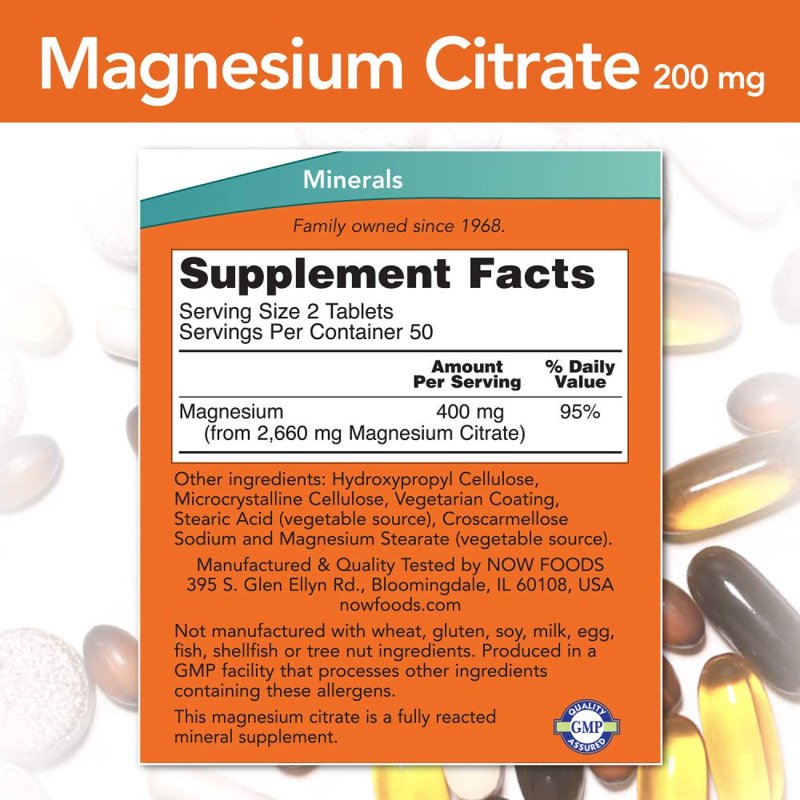 Magnesium Citrate 200 mg
Minerals
Family owned since 1968.
Supplement Facts
Serving Size 2 Tablets
Servings Per Container 50
Amount Per Serving % Daily Value
Magnesium 400 mg 95%
(from 2,660 mg Magnesium Citrate)
Other ingredients: Hydroxypropyl Cellulose,
Microcrystalline Cellulose, Vegetarian Coating,
Stearic Acid (vegetable source), Croscarmellose
Sodium and Magnesium Stearate (vegetable source).
Manufactured & Quality Tested by NOW FOODS
395 S. Glen Ellyn Rd., Bloomingdale, IL 60108, USA
nowfoods.com
Not manufactured with wheat, gluten, soy, milk, egg,
fish, shellfish or tree nut ingredients. Produced in a
GMP facility that processes other ingredients
containing these allergens.
This magnesium citrate is a fully reacted
mineral supplement.
QUALITY
GMP
ASSURED